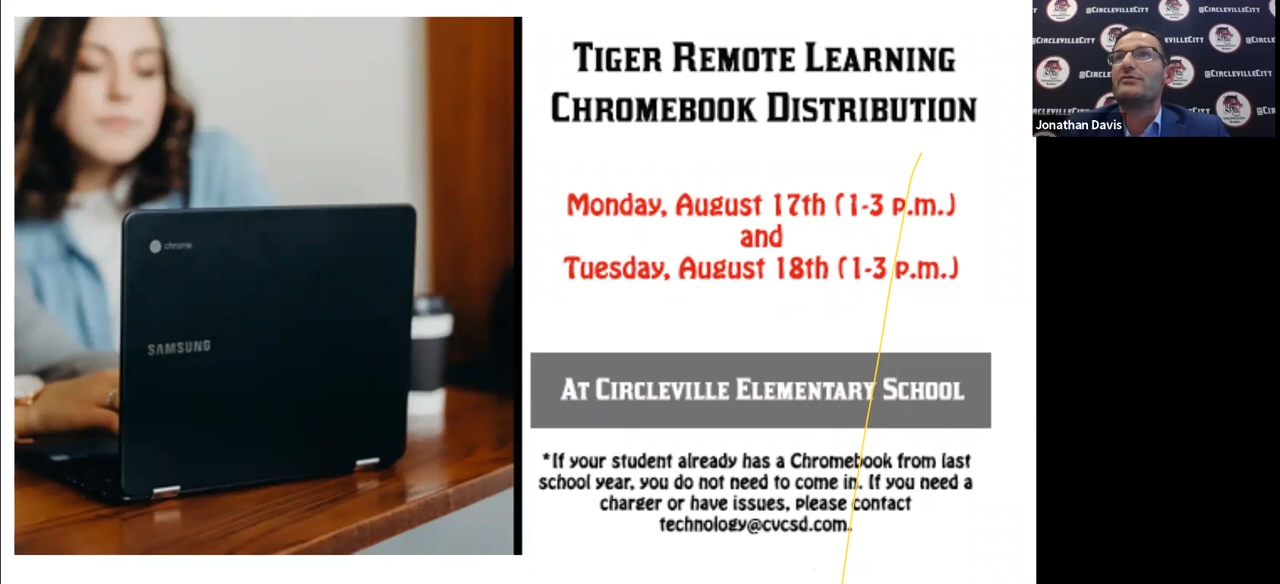 TIGER REMOTE LEARNING
CHROMEBOOK DISTRIBUTION
Monday, August 17th (1-3 p.m.)
and
Tuesday, August 18th (1-3 p.m.)
AT CIRCLEVILLE ELEMENTARY SCHOOL
*If your student already has a Chromebook from last
school year, you do not need to come in. If you need a
charger or have issues, please contact
technology@cvcsd.com.
chrome
SAMSUNG
@CIRCLEVILLECITY
@CIRCLEVILLECITY
@CIRCLEVILLECITY
Jonathan Davis